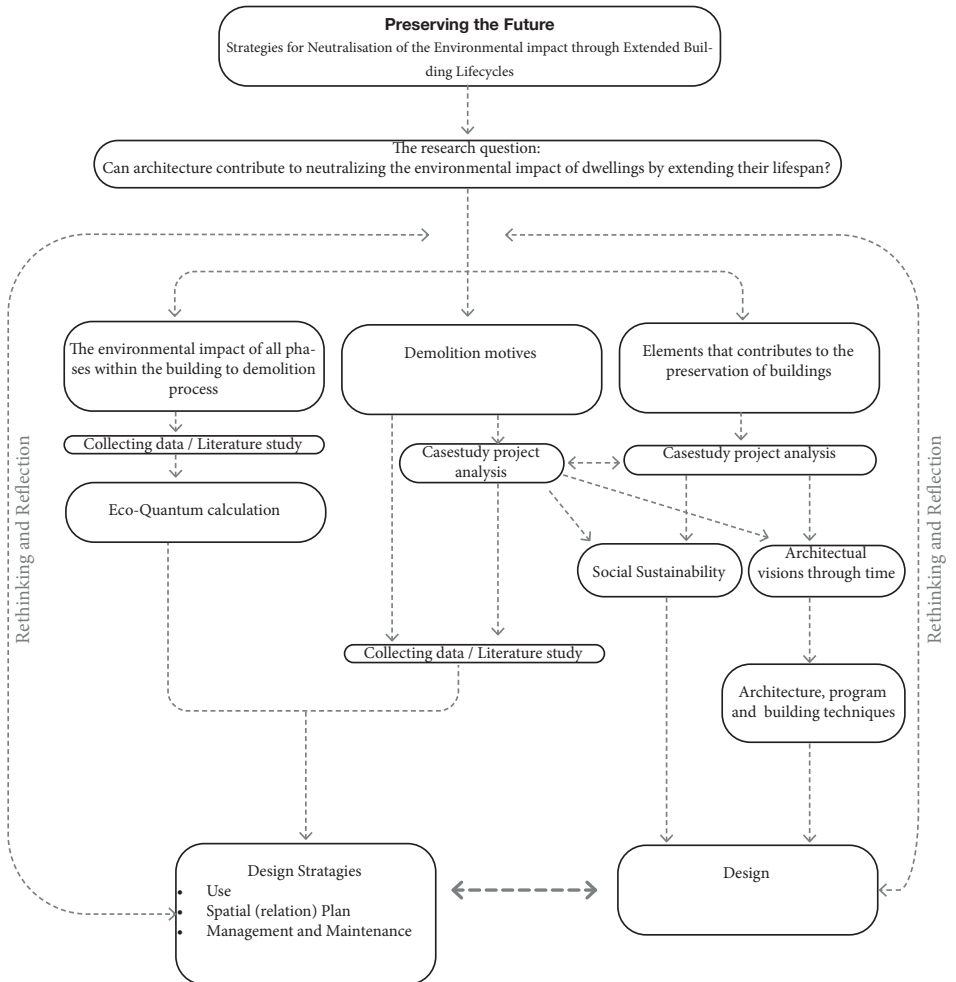 Preserving the Future
Strategies for Neutralisation of the Environmental impact through Extended Buil-
ding Lifecycles
The research question:
Can architecture contribute to neutralizing the environmental impact of dwellings by extending their lifespan?
The environmental impact of all pha-
ses within the building to demolition
process
Demolition motives
Elements that contributes to the
preservation of buildings
Collecting data / Literature study
Casestudy project
analysis
Casestudy project analysis
Eco-Quantum calculation
Social Sustainability
Architectual
visions through time
Rethinking and Reflection
Rethinking and Reflection
Collecting data / Literature study
Architecture, program
and building techniques
Design Stratagies
• Use
• Spatial (relation) Plan
• Management and Maintenance
Design